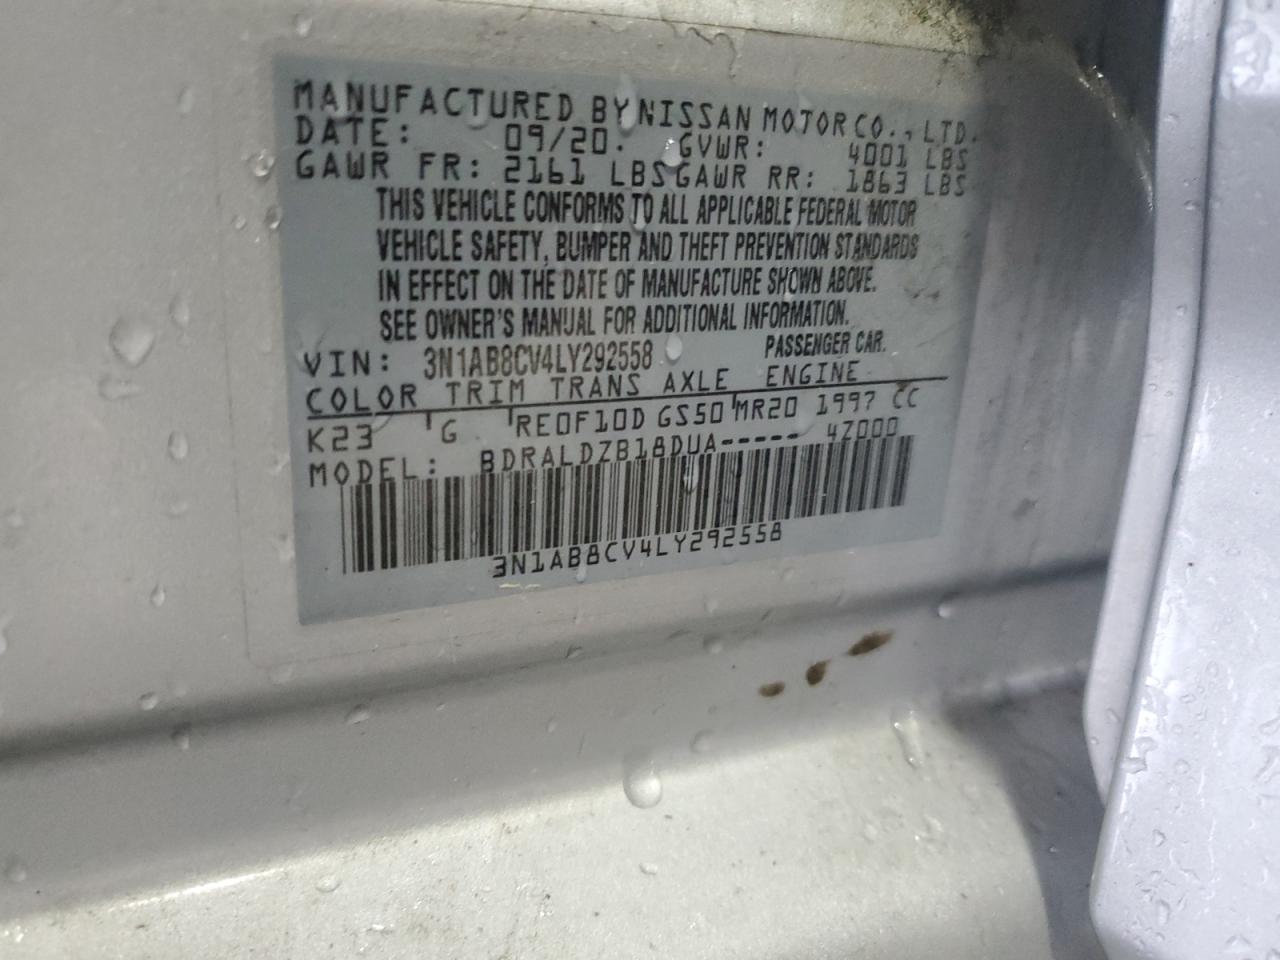 MANUFACTURED BY NISSAN MOTOR CO., LTD.
DATE: 09/20. GVWR: 4001 LBS
GAWR FR: 2161 LBS GAWR RR: 1863 LBS
THIS VEHICLE CONFORMS TO ALL APPLICABLE FEDERAL MOTOR
VEHICLE SAFETY, BUMPER AND THEFT PREVENTION STANDARDS
IN EFFECT ON THE DATE OF MANUFACTURE SHOWN ABOVE.
SEE OWNER'S MANUAL FOR ADDITIONAL INFORMATION.
VIN: 3N1AB8CV4LY292558 PASSENGER CAR.
COLOR TRIM TRANS AXLE ENGINE
K23 G RE0F10D GS50 MR20 1997 CC
MODEL: BDRALDZB18DUA----- 4Z000
3N1AB8CV4LY292558